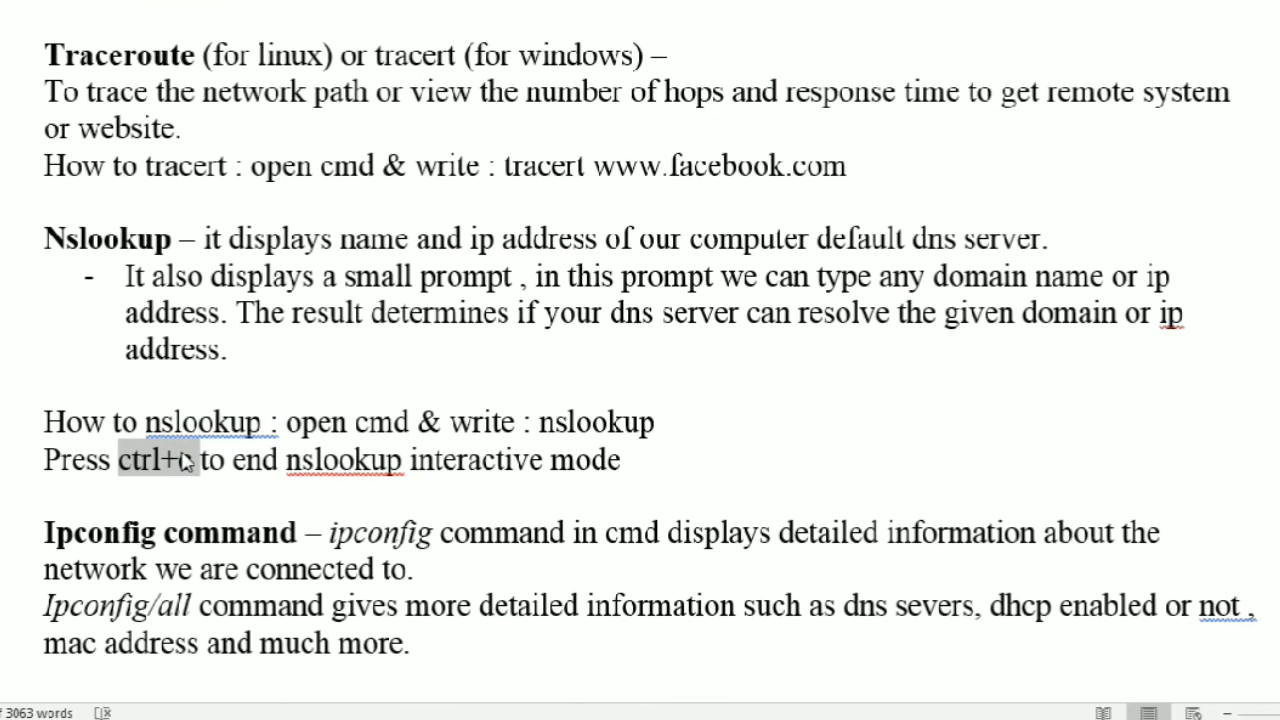 Traceroute (for linux) or tracert (for windows) –
To trace the network path or view the number of hops and response time to get remote system
or website.
How to tracert : open cmd & write : tracert www.facebook.com
Nslookup – it displays name and ip address of our computer default dns server.
- It also displays a small prompt , in this prompt we can type any domain name or ip
address. The result determines if your dns server can resolve the given domain or ip
address.
How to nslookup : open cmd & write : nslookup
Press to end nslookup interactive mode
Ipconfig command – ipconfig command in cmd displays detailed information about the
network we are connected to.
Ipconfig/all command gives more detailed information such as dns severs, dhcp enabled or not ,
mac address and much more.
3063 words